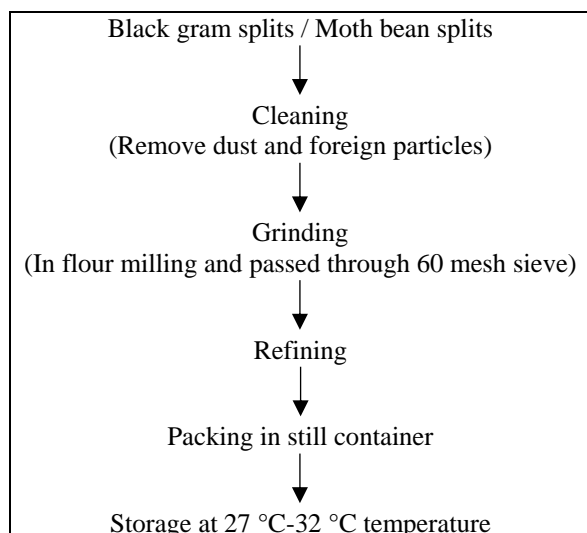 Black gram splits / Moth bean splits
Cleaning
(Remove dust and foreign particles)
Grinding
(In flour milling and passed through 60 mesh sieve)
Refining
Packing in still container
Storage at 27 °C-32 °C temperature